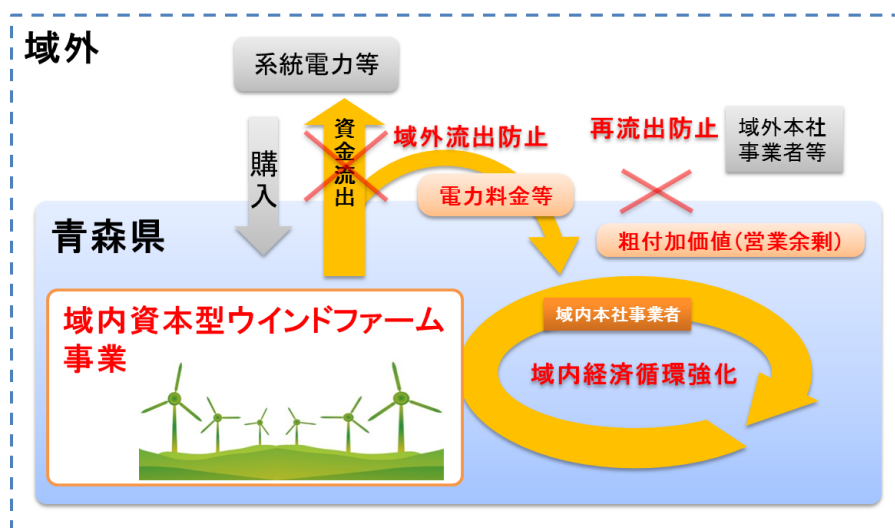 域外
系統電力等
購入
資金流出
域外流出防止
再流出防止
域外本社
事業者等
電力料金等
青森県
粗付加価値(営業余剰)
域内資本型ウインドファーム
事業
域内本社事業者
域内経済循環強化